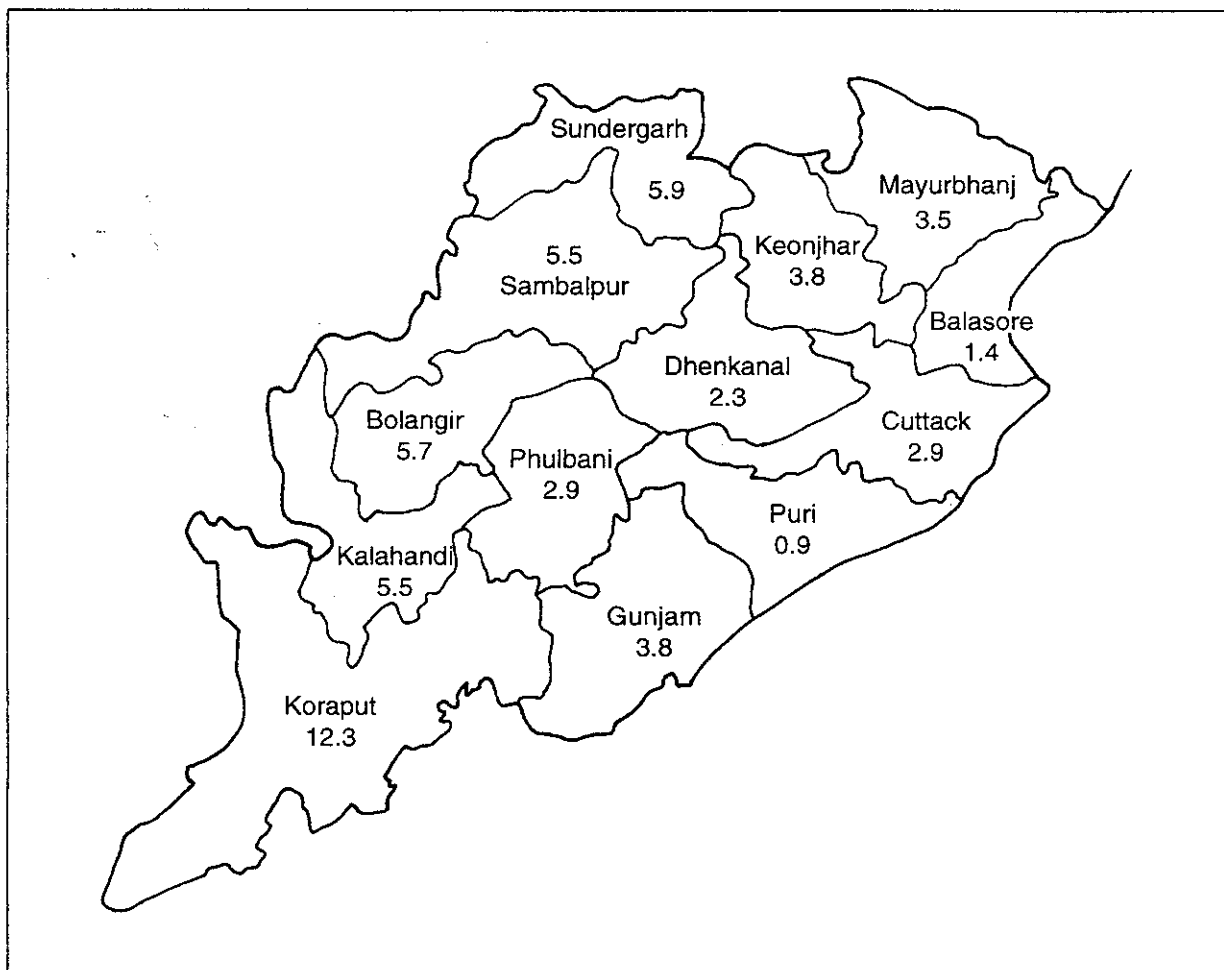 Sundergarh
5.9
Mayurbhanj
3.5
Keonjhar
3.8
5.5
Sambalpur
Balasore
1.4
Dhenkanal
2.3
Cuttack
2.9
Bolangir
5.7
Phulbani
2.9
Puri
0.9
Kalahandi
5.5
Gunjam
3.8
Koraput
12.3